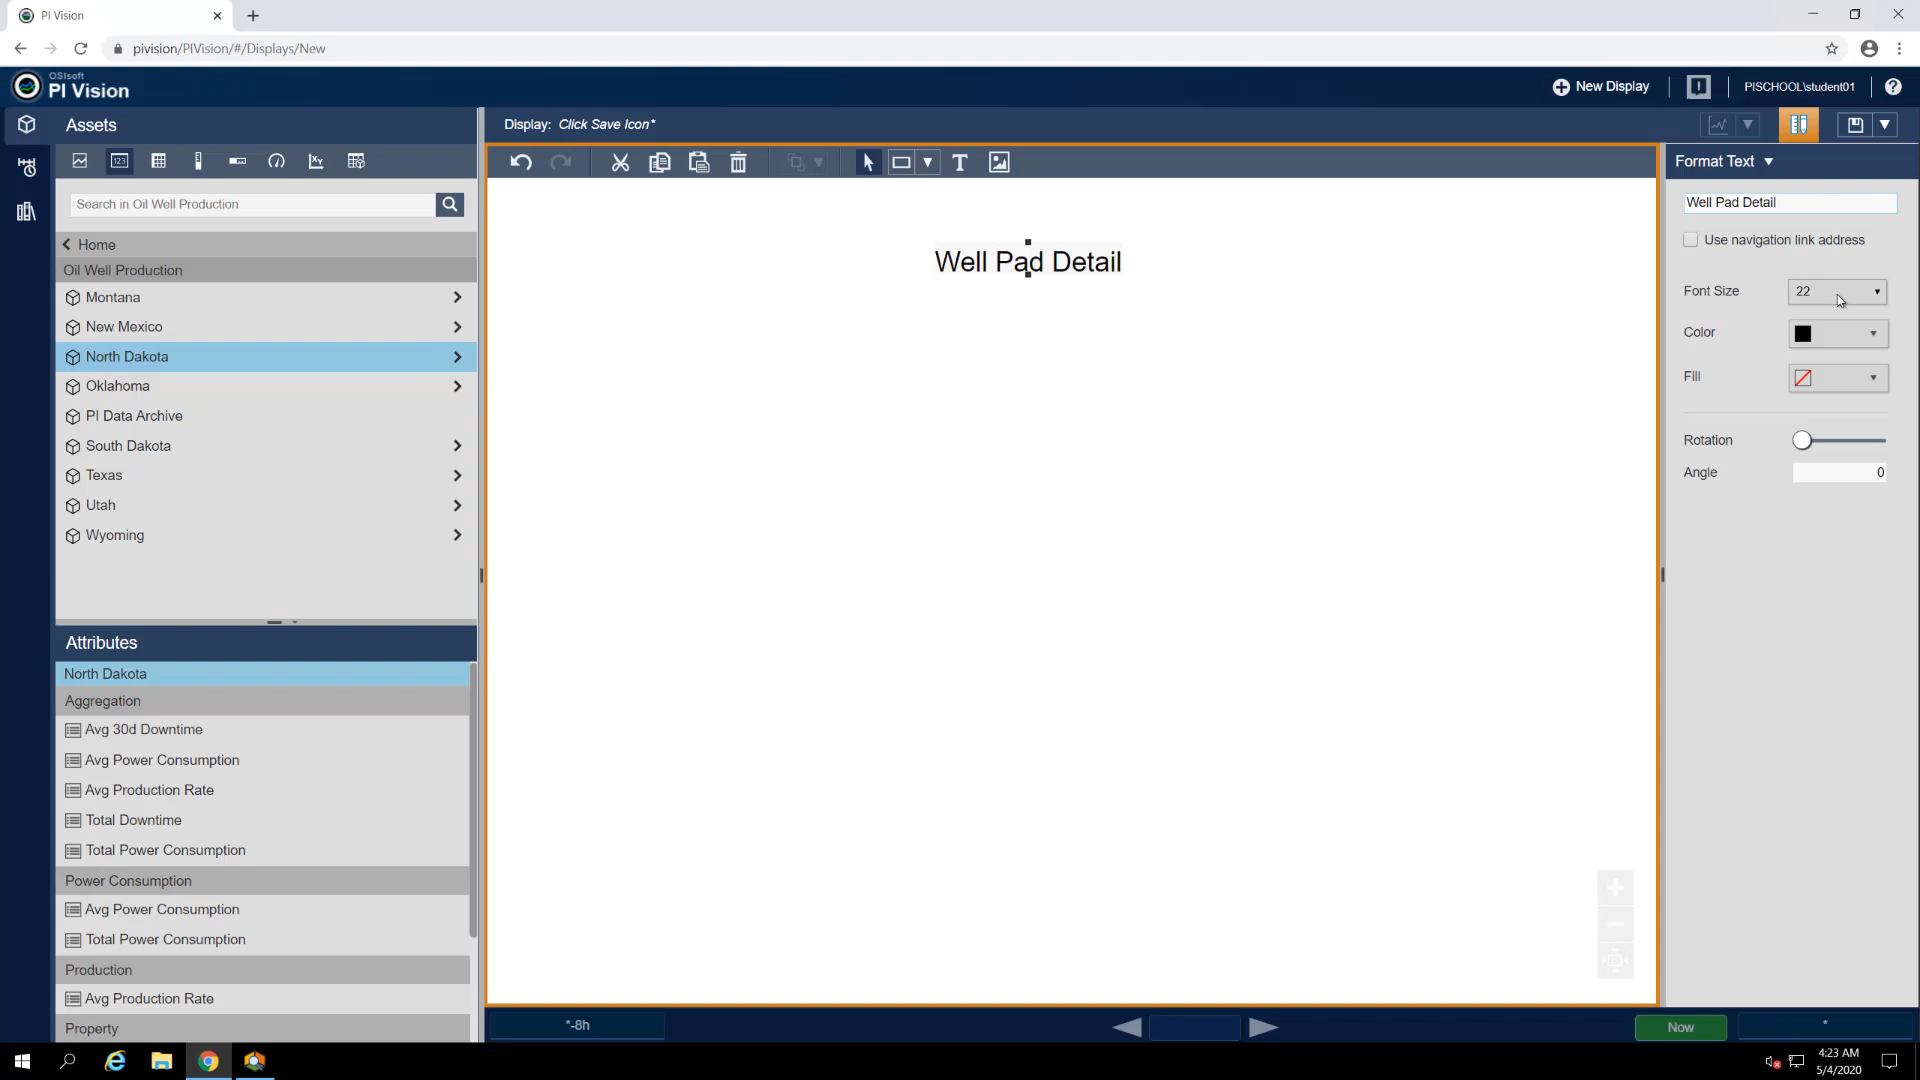 PI Vision
pivision/PIVision/#/Displays/New
OSIsoft
PI Vision
New Display
PISCHOOL\student01
Assets
Display: Click Save Icon*
Format Text
123
Search in Oil Well Production
Home
Oil Well Production
Montana
New Mexico
North Dakota
Oklahoma
PI Data Archive
South Dakota
Texas
Utah
Wyoming
Well Pad Detail
Well Pad Detail
Use navigation link address
Font Size
22
Color
Fill
Rotation
Angle
0
Attributes
North Dakota
Aggregation
Avg 30d Downtime
Avg Power Consumption
Avg Production Rate
Total Downtime
Total Power Consumption
Power Consumption
Avg Power Consumption
Total Power Consumption
Production
Avg Production Rate
Property
*-8h
Now
*
4:23 AM
5/4/2020